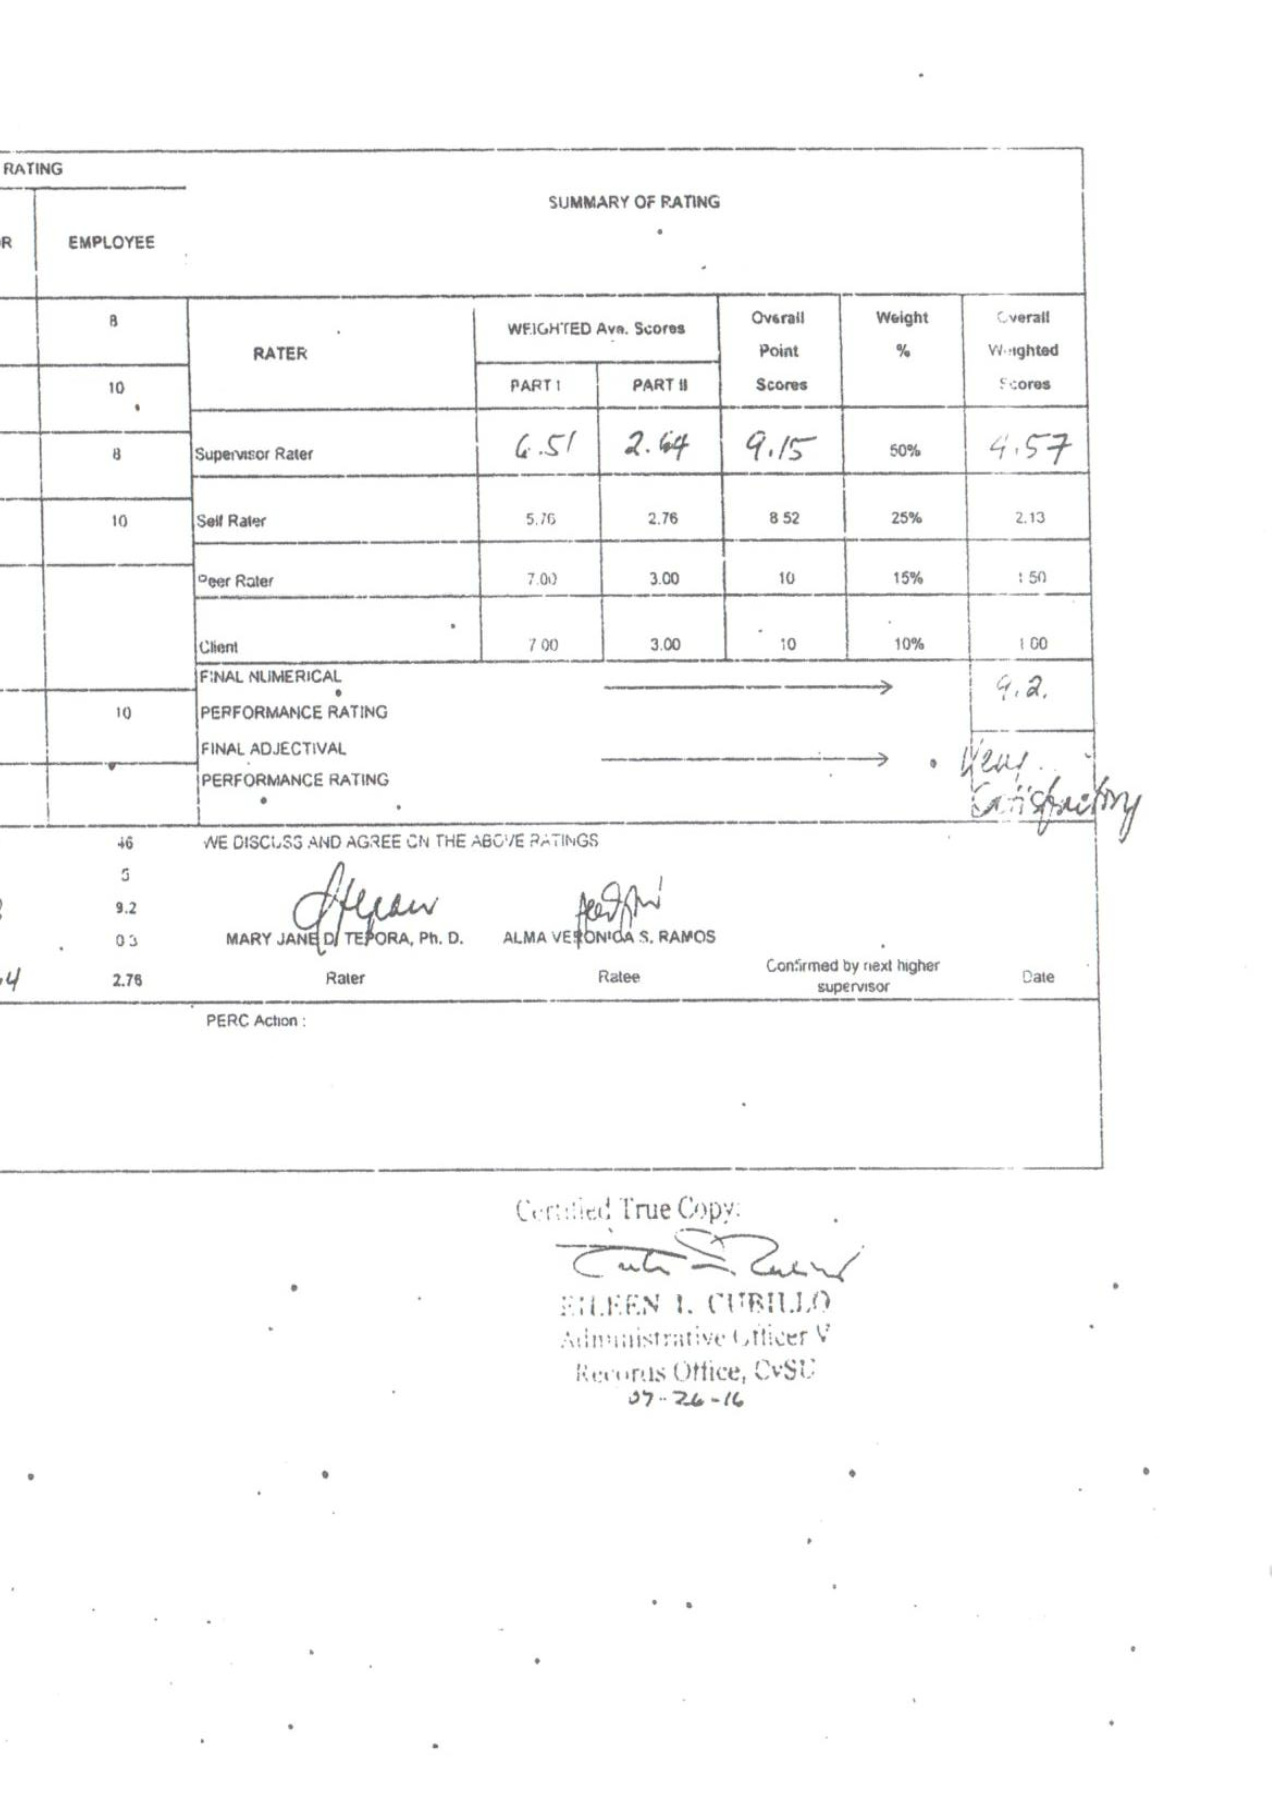 RATING
SUMMARY OF RATING
R EMPLOYEE
8
RATER WEIGHTED Ave. Scores Overall Point Scores Weight % Overall Weighted Scores
10 PART I PART II
8 Supervisor Rater 6.51 2.64 9.15 50% 4.57
10 Self Rater 5.76 2.76 8.52 25% 2.13
Peer Rater 7.00 3.00 10 15% 1.50
Client 7.00 3.00 10 10% 1.00
FINAL NUMERICAL 9.2.
10 PERFORMANCE RATING
FINAL ADJECTIVAL Very
PERFORMANCE RATING Satisfactory
46 WE DISCUSS AND AGREE ON THE ABOVE RATINGS
5
9.2
0.3 MARY JANE D. TEPORA, Ph. D. ALMA VERONICA S. RAMOS
4 2.76 Rater Ratee Confirmed by next higher supervisor Date
PERC Action :
Certified True Copy:
EILEEN L. CUBILLO
Administrative Officer V
Records Office, CvSU
07-26-16